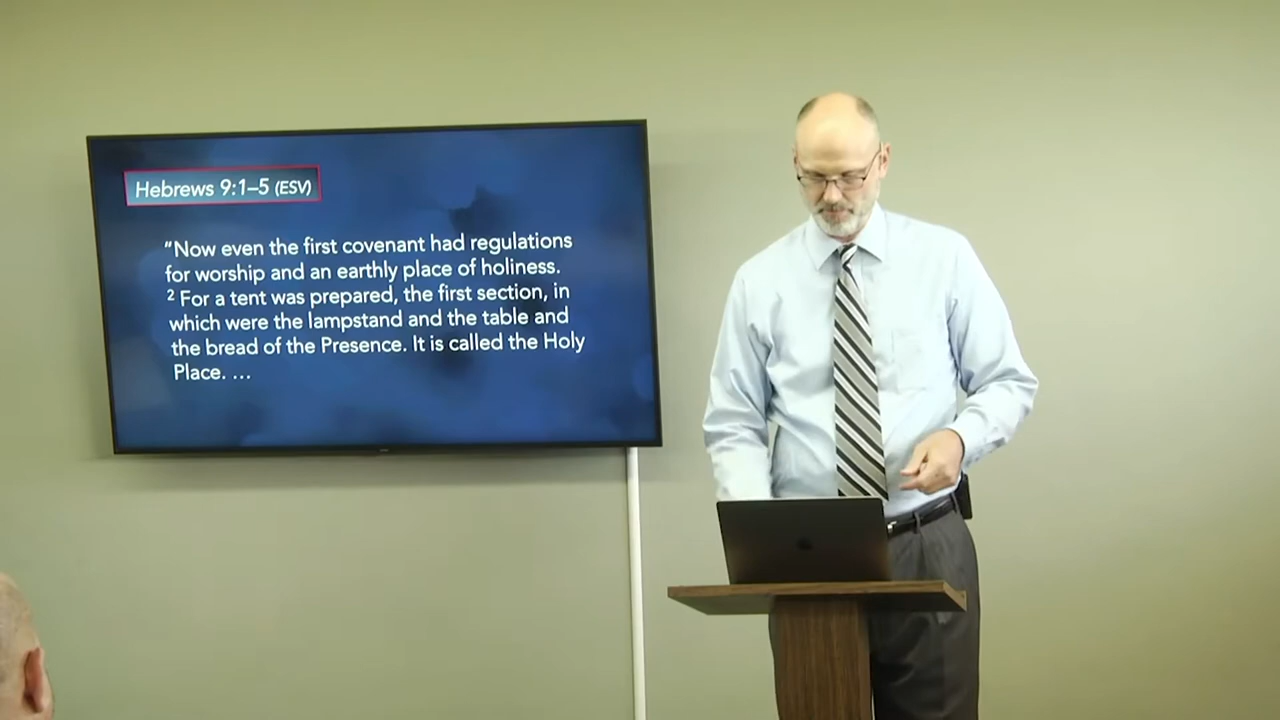 Hebrews 9:1–5 (ESV)
"Now even the first covenant had regulations
for worship and an earthly place of holiness.
² For a tent was prepared, the first section, in
which were the lampstand and the table and
the bread of the Presence. It is called the Holy
Place. …